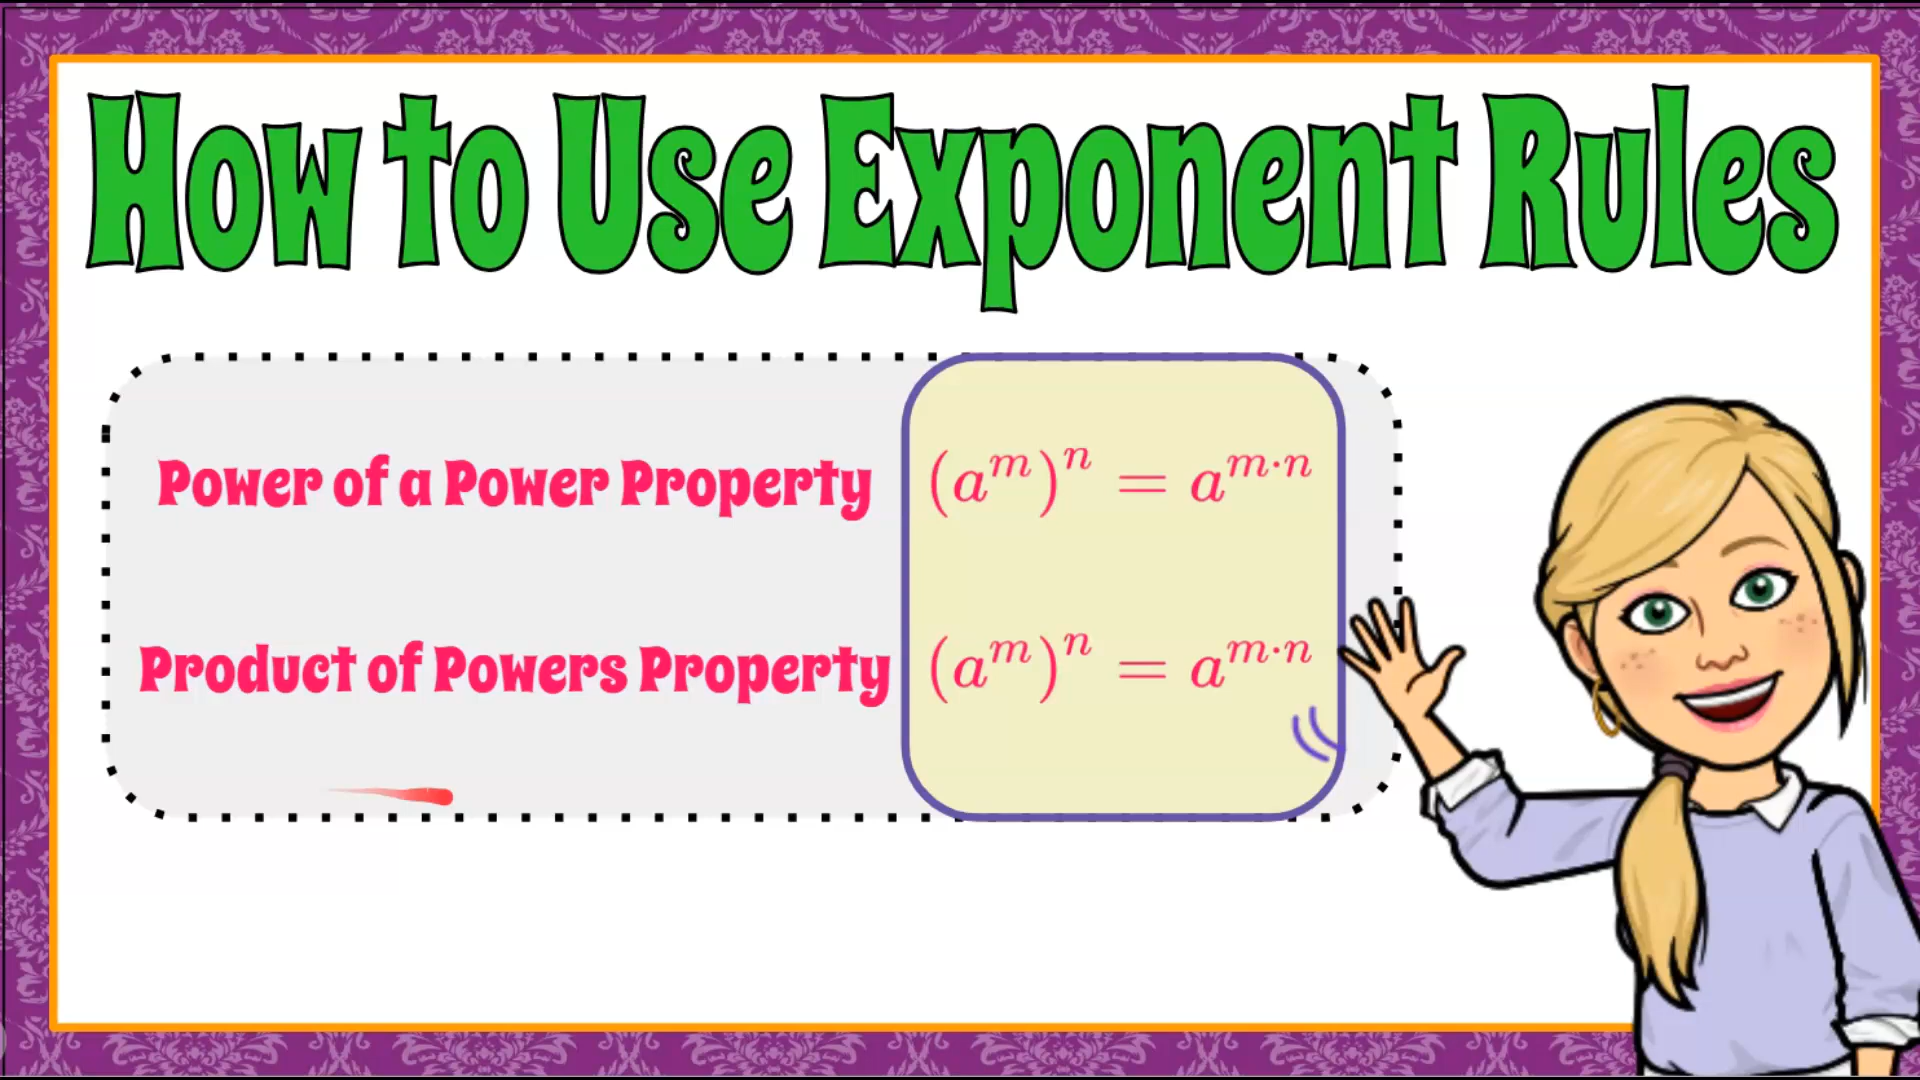 How to Use Exponent Rules
Power of a Power Property (a^m)^n = a^{m·n}
Product of Powers Property (a^m)^n = a^{m·n}